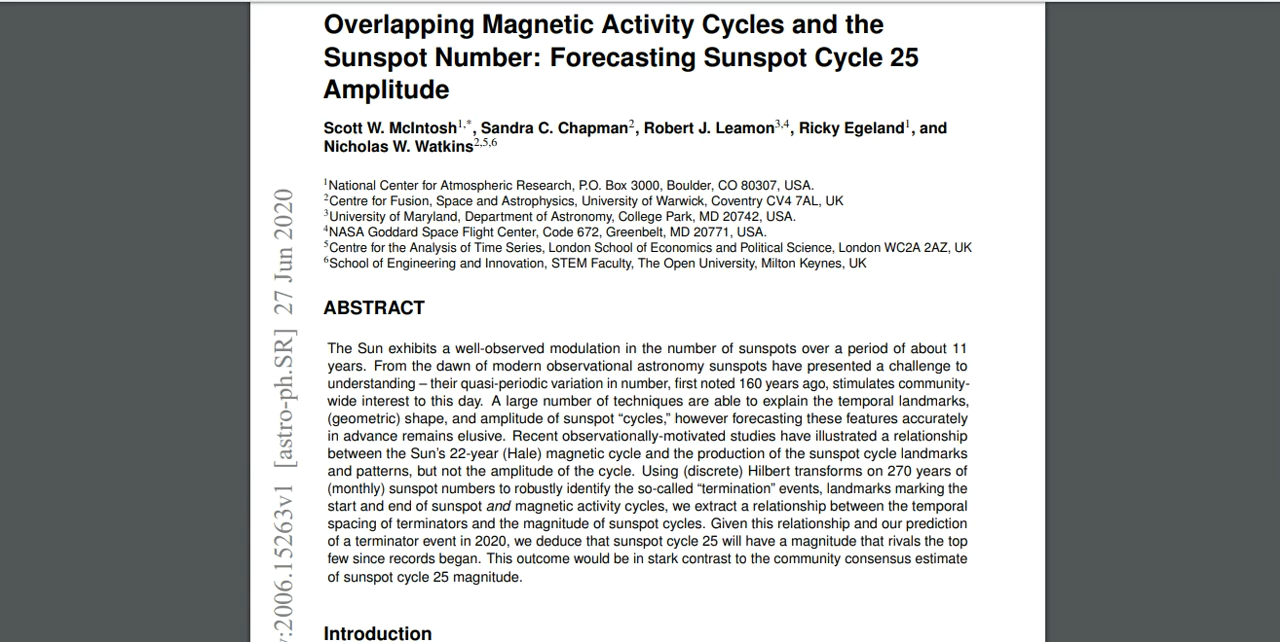 Overlapping Magnetic Activity Cycles and the
Sunspot Number: Forecasting Sunspot Cycle 25
Amplitude
Scott W. McIntosh1,*, Sandra C. Chapman2, Robert J. Leamon3,4, Ricky Egeland1, and
Nicholas W. Watkins2,5,6
1National Center for Atmospheric Research, P.O. Box 3000, Boulder, CO 80307, USA.
2Centre for Fusion, Space and Astrophysics, University of Warwick, Coventry CV4 7AL, UK
3University of Maryland, Department of Astronomy, College Park, MD 20742, USA.
4NASA Goddard Space Flight Center, Code 672, Greenbelt, MD 20771, USA.
5Centre for the Analysis of Time Series, London School of Economics and Political Science, London WC2A 2AZ, UK
6School of Engineering and Innovation, STEM Faculty, The Open University, Milton Keynes, UK
ABSTRACT
The Sun exhibits a well-observed modulation in the number of sunspots over a period of about 11
years. From the dawn of modern observational astronomy sunspots have presented a challenge to
understanding – their quasi-periodic variation in number, first noted 160 years ago, stimulates community-
wide interest to this day. A large number of techniques are able to explain the temporal landmarks,
(geometric) shape, and amplitude of sunspot “cycles,” however forecasting these features accurately
in advance remains elusive. Recent observationally-motivated studies have illustrated a relationship
between the Sun’s 22-year (Hale) magnetic cycle and the production of the sunspot cycle landmarks
and patterns, but not the amplitude of the cycle. Using (discrete) Hilbert transforms on 270 years of
(monthly) sunspot numbers to robustly identify the so-called “termination” events, landmarks marking the
start and end of sunspot and magnetic activity cycles, we extract a relationship between the temporal
spacing of terminators and the magnitude of sunspot cycles. Given this relationship and our prediction
of a terminator event in 2020, we deduce that sunspot cycle 25 will have a magnitude that rivals the top
few since records began. This outcome would be in stark contrast to the community consensus estimate
of sunspot cycle 25 magnitude.
Introduction
v:2006.15263v1 [astro-ph.SR] 27 Jun 2020